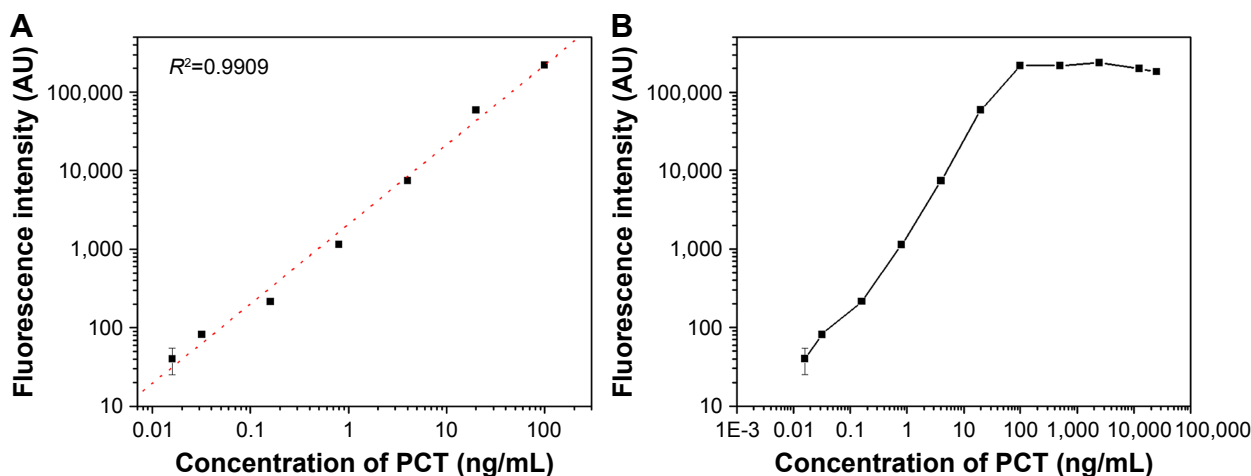 A
Fluorescence intensity (AU)
R²=0.9909
100,000
10,000
1,000
100
10
0.01
0.1
1
10
100
Concentration of PCT (ng/mL)
B
Fluorescence intensity (AU)
100,000
10,000
1,000
100
10
1E-3
0.01
0.1
1
10
100
1,000
10,000
100,000
Concentration of PCT (ng/mL)